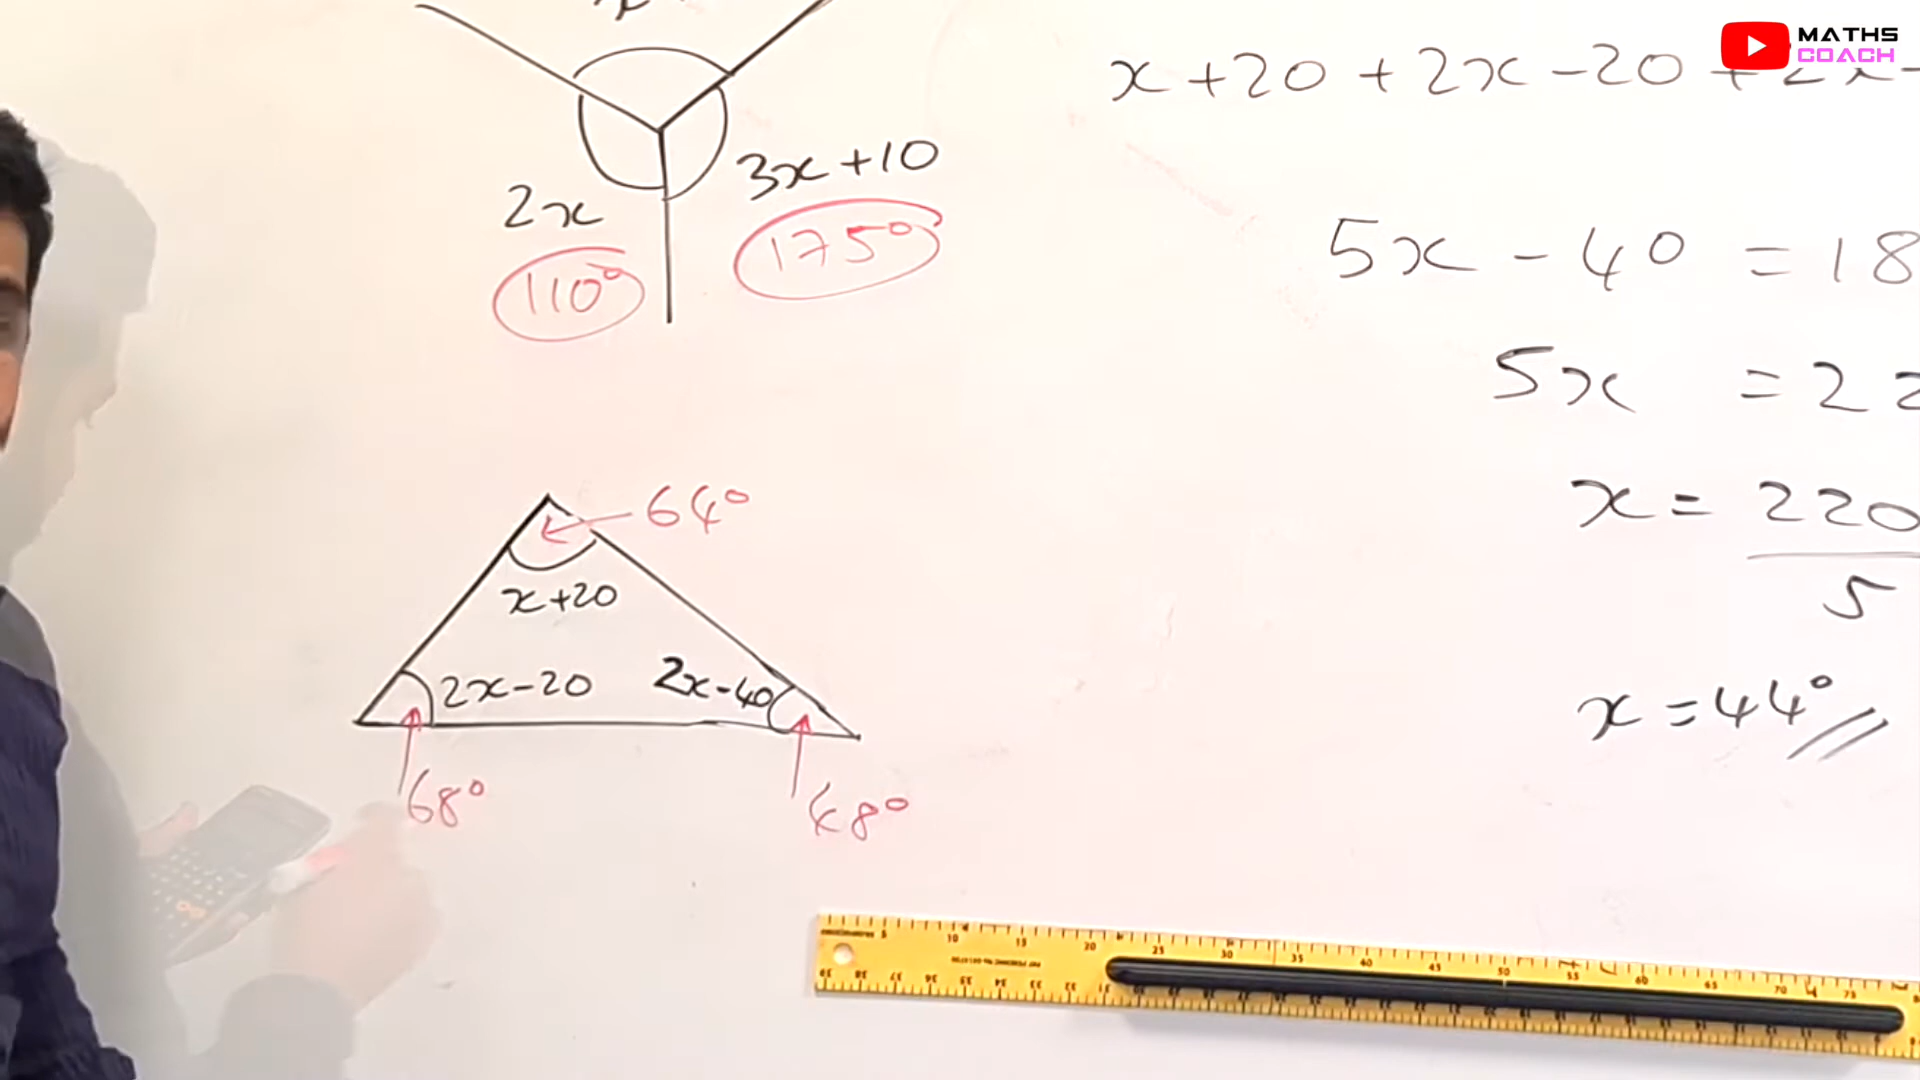 x
MATHS
COACH
x+20+2x-20+2x-
3x+10
2x
175°
110°
5x-40 =18
5x =22
x= 220
5
x=44°
64°
x+20
2x-20
2x-40
68°
48°